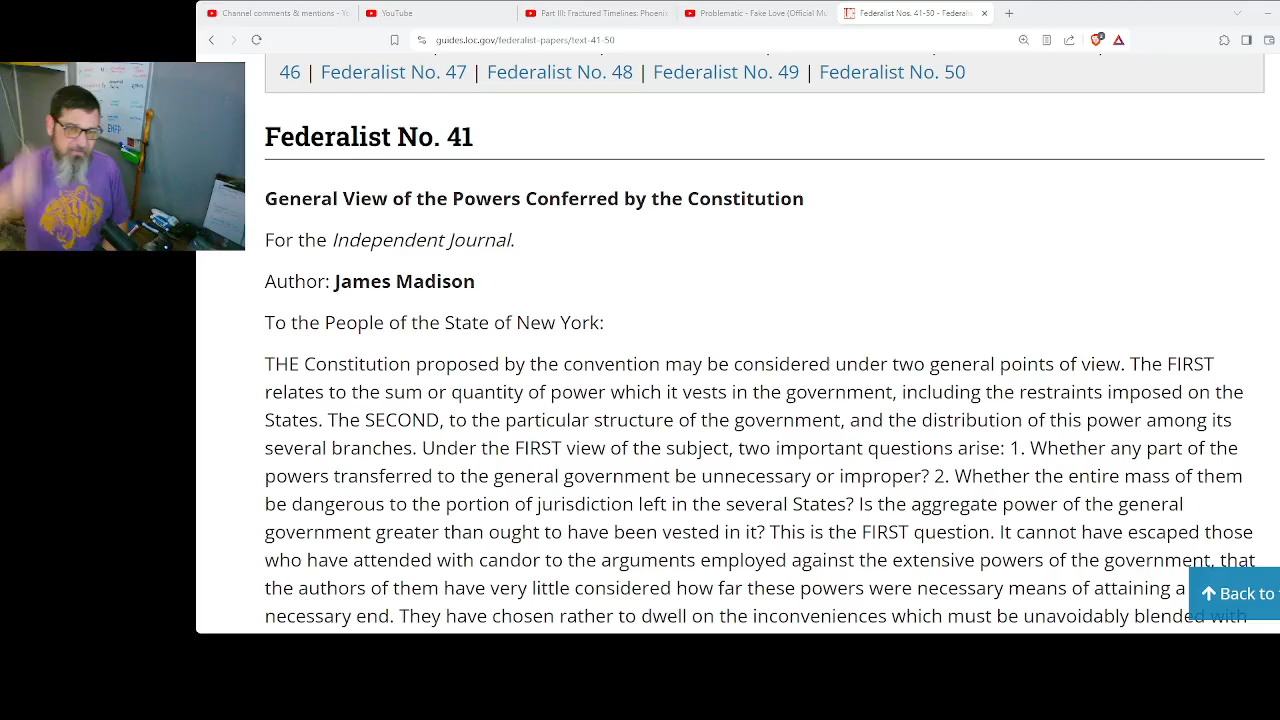 Channel comments & mentions - Yo
YouTube
Part III: Fractured Timelines: Phoenix
Problematic - Fake Love (Official Mu
Federalist Nos. 41-50 - Federalis
guides.loc.gov/federalist-papers/text-41-50
46 | Federalist No. 47 | Federalist No. 48 | Federalist No. 49 | Federalist No. 50
Federalist No. 41
General View of the Powers Conferred by the Constitution
For the Independent Journal.
Author: James Madison
To the People of the State of New York:
THE Constitution proposed by the convention may be considered under two general points of view. The FIRST
relates to the sum or quantity of power which it vests in the government, including the restraints imposed on the
States. The SECOND, to the particular structure of the government, and the distribution of this power among its
several branches. Under the FIRST view of the subject, two important questions arise: 1. Whether any part of the
powers transferred to the general government be unnecessary or improper? 2. Whether the entire mass of them
be dangerous to the portion of jurisdiction left in the several States? Is the aggregate power of the general
government greater than ought to have been vested in it? This is the FIRST question. It cannot have escaped those
who have attended with candor to the arguments employed against the extensive powers of the government, that
the authors of them have very little considered how far these powers were necessary means of attaining a
necessary end. They have chosen rather to dwell on the inconveniences which must be unavoidably blended with
Back to
EMFP